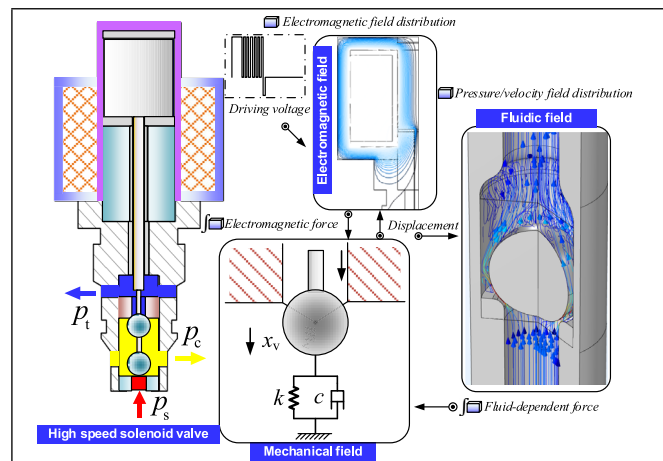 Electromagnetic field distribution
Driving voltage
Electromagnetic field
Pressure/velocity field distribution
Fluidic field
∫ Electromagnetic force
Displacement
p_t
p_c
p_s
x_v
k
c
∫ Fluid-dependent force
High speed solenoid valve
Mechanical field